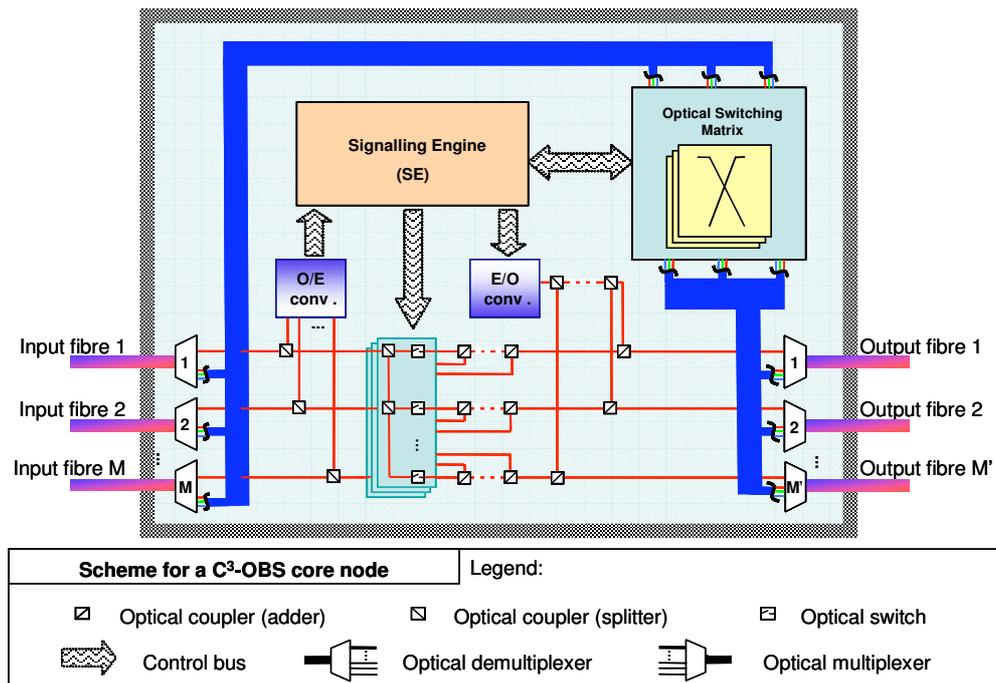 Optical Switching
Matrix
Signalling Engine
(SE)
O/E
conv .
E/O
conv .
...
Input fibre 1
1
1
Output fibre 1
Input fibre 2
2
2
Output fibre 2
...
...
...
Input fibre M
M
M'
Output fibre M'
Scheme for a C³-OBS core node
Legend:
Optical coupler (adder)
Optical coupler (splitter)
Optical switch
Control bus
Optical demultiplexer
Optical multiplexer